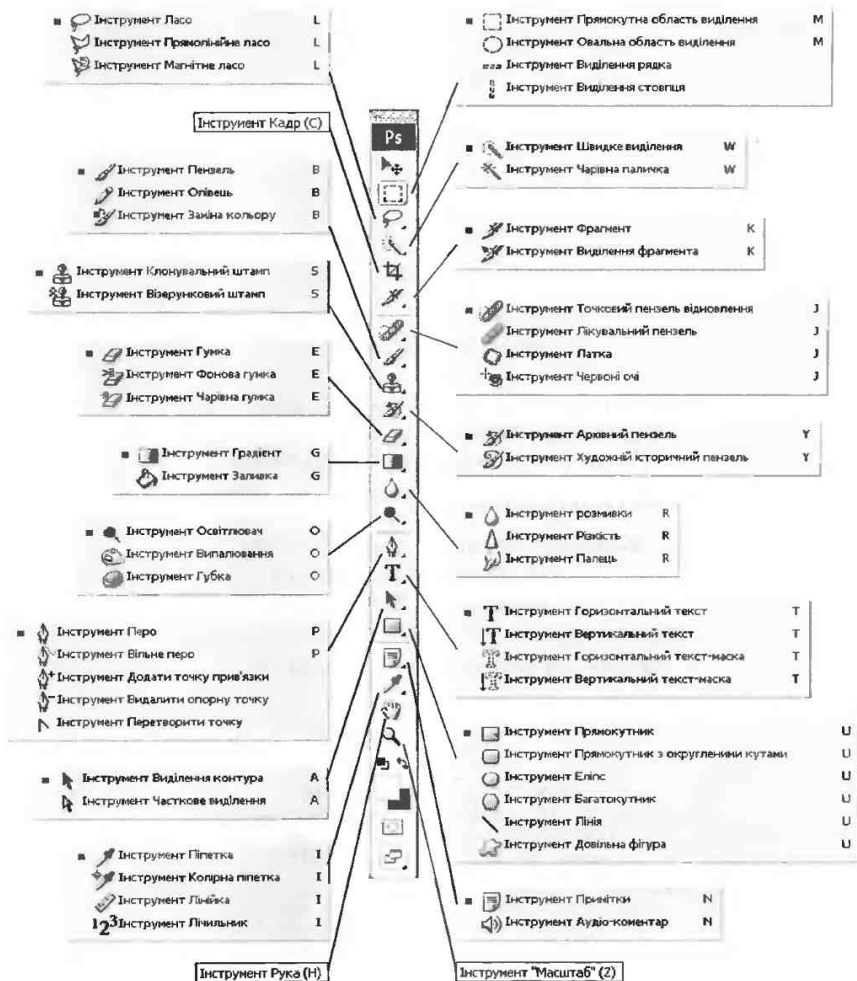 Інструмент Ласо L
Інструмент Прямолінійне ласо L
Інструмент Магнітне ласо L
Інструмент Кадр (C)
Інструмент Пензель B
Інструмент Олівець B
Інструмент Заміна кольору B
Інструмент Клонувальний штамп S
Інструмент Візерунковий штамп S
Інструмент Гумка E
Інструмент Фонова гумка E
Інструмент Чарівна гумка E
Інструмент Градієнт G
Інструмент Заливка G
Інструмент Освітлювач O
Інструмент Випалювання O
Інструмент Губка O
Інструмент Перо P
Інструмент Вільне перо P
Інструмент Додати точку прив'язки
Інструмент Видалити опорну точку
Інструмент Перетворити точку
Інструмент Виділення контура A
Інструмент Часткове виділення A
Інструмент Піпетка I
Інструмент Колірна піпетка I
Інструмент Лінійка I
123 Інструмент Лічильник I
Інструмент Рука (H)
Ps
T
Інструмент Прямокутна область виділення M
Інструмент Овальна область виділення M
Інструмент Виділення рядка
Інструмент Виділення стовпця
Інструмент Швидке виділення W
Інструмент Чарівна паличка W
Інструмент Фрагмент K
Інструмент Виділення фрагмента K
Інструмент Точковий пензель відновлення J
Інструмент Лікувальний пензель J
Інструмент Латка J
Інструмент Червоні очі J
Інструмент Архівний пензель Y
Інструмент Художній історичний пензель Y
Інструмент розмивки R
Інструмент Різкість R
Інструмент Палець R
T Інструмент Горизонтальний текст T
T Інструмент Вертикальний текст T
T Інструмент Горизонтальний текст-маска T
T Інструмент Вертикальний текст-маска T
Інструмент Прямокутник U
Інструмент Прямокутник з округленими кутами U
Інструмент Еліпс U
Інструмент Багатокутник U
Інструмент Лінія U
Інструмент Довільна фігура U
Інструмент Примітки N
Інструмент Аудіо-коментар N
Інструмент "Масштаб" (Z)